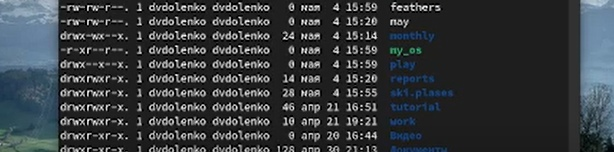 -rw-rw-r--. 1 dvdolenko dvdolenko 0 мая 4 15:59 feathers
-rw-rw-r--. 1 dvdolenko dvdolenko 0 мая 4 15:20 may
drwx-wx--x. 1 dvdolenko dvdolenko 24 мая 4 15:14 monthly
-r-xr--r--. 1 dvdolenko dvdolenko 0 мая 4 15:59 my_os
drwx--x--x. 1 dvdolenko dvdolenko 0 мая 4 15:59 play
drwxrwxr-x. 1 dvdolenko dvdolenko 14 мая 4 15:20 reports
drwxrwxr-x. 1 dvdolenko dvdolenko 28 мая 4 15:55 ski.plases
drwxrwxr-x. 1 dvdolenko dvdolenko 46 апр 21 16:51 tutorial
drwxrwxr-x. 1 dvdolenko dvdolenko 10 апр 21 19:21 work
drwxr-xr-x. 1 dvdolenko dvdolenko 0 апр 20 16:44 Видео
drwxr-xr-x. 1 dvdolenko dvdolenko 128 апр 30 21:13 Документы